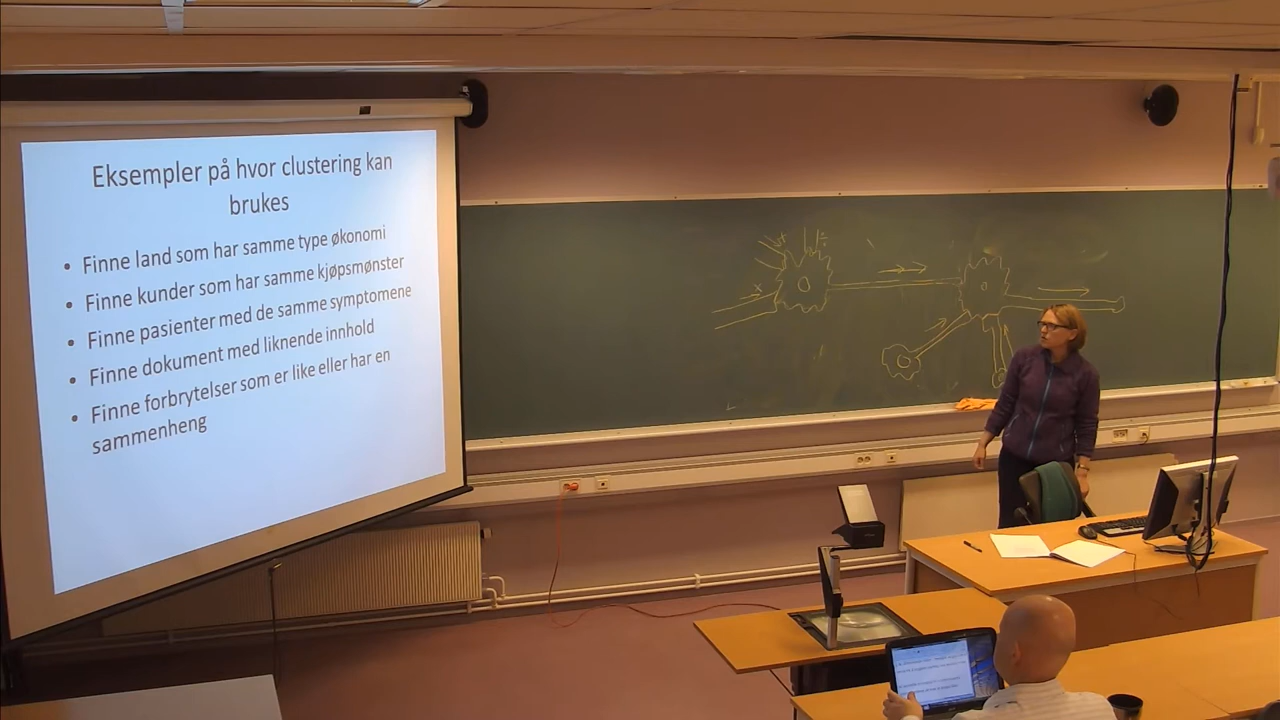 Eksempler på hvor clustering kan
brukes
• Finne land som har samme type økonomi
• Finne kunder som har samme kjøpsmønster
• Finne pasienter med de samme symptomene
• Finne dokument med liknende innhold
• Finne forbrytelser som er like eller har en
sammenheng